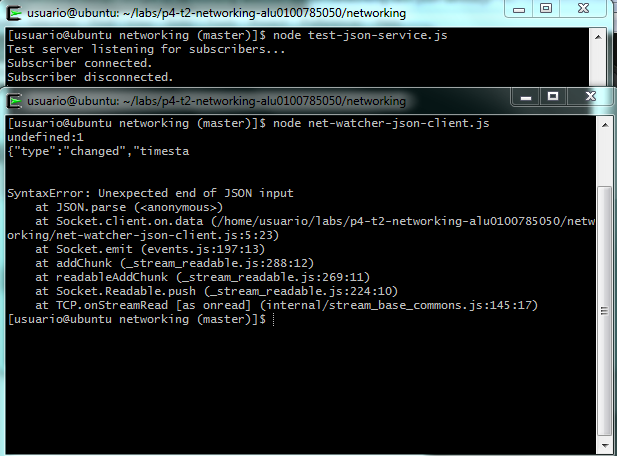 usuario@ubuntu: ~/labs/p4-t2-networking-alu0100785050/networking
[usuario@ubuntu networking (master)]$ node test-json-service.js
Test server listening for subscribers...
Subscriber connected.
Subscriber disconnected.
usuario@ubuntu: ~/labs/p4-t2-networking-alu0100785050/networking
[usuario@ubuntu networking (master)]$ node net-watcher-json-client.js
undefined:1
{"type":"changed","timesta
SyntaxError: Unexpected end of JSON input
at JSON.parse (<anonymous>)
at Socket.client.on.data (/home/usuario/labs/p4-t2-networking-alu0100785050/netw
orking/net-watcher-json-client.js:5:23)
at Socket.emit (events.js:197:13)
at addChunk (_stream_readable.js:288:12)
at readableAddChunk (_stream_readable.js:269:11)
at Socket.Readable.push (_stream_readable.js:224:10)
at TCP.onStreamRead [as onread] (internal/stream_base_commons.js:145:17)
[usuario@ubuntu networking (master)]$